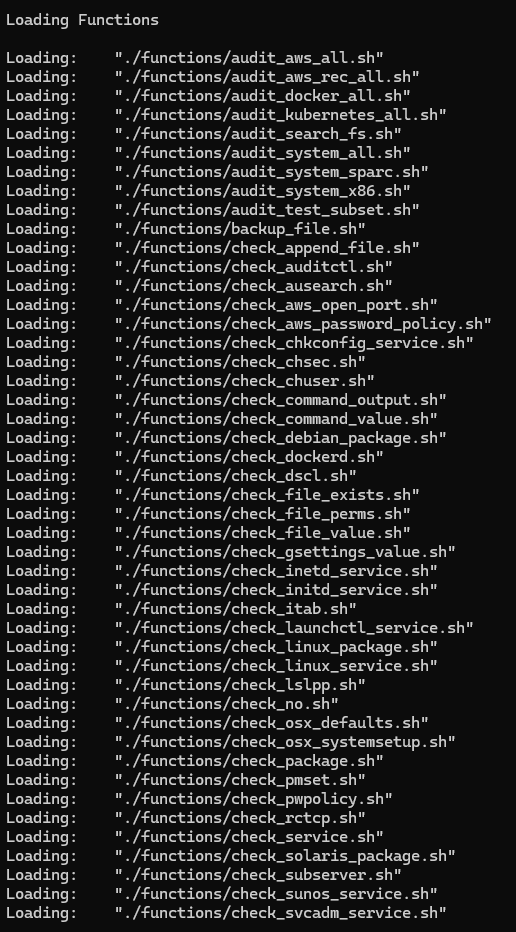 Loading Functions
Loading:    "./functions/audit_aws_all.sh"
Loading:    "./functions/audit_aws_rec_all.sh"
Loading:    "./functions/audit_docker_all.sh"
Loading:    "./functions/audit_kubernetes_all.sh"
Loading:    "./functions/audit_search_fs.sh"
Loading:    "./functions/audit_system_all.sh"
Loading:    "./functions/audit_system_sparc.sh"
Loading:    "./functions/audit_system_x86.sh"
Loading:    "./functions/audit_test_subset.sh"
Loading:    "./functions/backup_file.sh"
Loading:    "./functions/check_append_file.sh"
Loading:    "./functions/check_auditctl.sh"
Loading:    "./functions/check_ausearch.sh"
Loading:    "./functions/check_aws_open_port.sh"
Loading:    "./functions/check_aws_password_policy.sh"
Loading:    "./functions/check_chkconfig_service.sh"
Loading:    "./functions/check_chsec.sh"
Loading:    "./functions/check_chuser.sh"
Loading:    "./functions/check_command_output.sh"
Loading:    "./functions/check_command_value.sh"
Loading:    "./functions/check_debian_package.sh"
Loading:    "./functions/check_dockerd.sh"
Loading:    "./functions/check_dscl.sh"
Loading:    "./functions/check_file_exists.sh"
Loading:    "./functions/check_file_perms.sh"
Loading:    "./functions/check_file_value.sh"
Loading:    "./functions/check_gsettings_value.sh"
Loading:    "./functions/check_inetd_service.sh"
Loading:    "./functions/check_initd_service.sh"
Loading:    "./functions/check_itab.sh"
Loading:    "./functions/check_launchctl_service.sh"
Loading:    "./functions/check_linux_package.sh"
Loading:    "./functions/check_linux_service.sh"
Loading:    "./functions/check_lslpp.sh"
Loading:    "./functions/check_no.sh"
Loading:    "./functions/check_osx_defaults.sh"
Loading:    "./functions/check_osx_systemsetup.sh"
Loading:    "./functions/check_package.sh"
Loading:    "./functions/check_pmset.sh"
Loading:    "./functions/check_pwpolicy.sh"
Loading:    "./functions/check_rctcp.sh"
Loading:    "./functions/check_service.sh"
Loading:    "./functions/check_solaris_package.sh"
Loading:    "./functions/check_subserver.sh"
Loading:    "./functions/check_sunos_service.sh"
Loading:    "./functions/check_svcadm_service.sh"